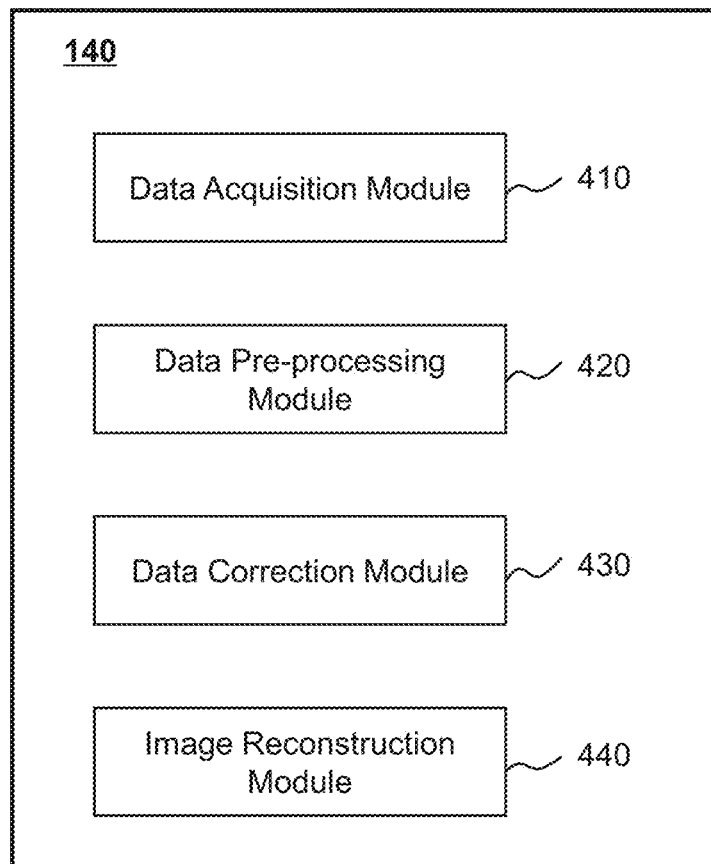 140
Data Acquisition Module
410
Data Pre-processing
Module
420
Data Correction Module
430
Image Reconstruction
Module
440